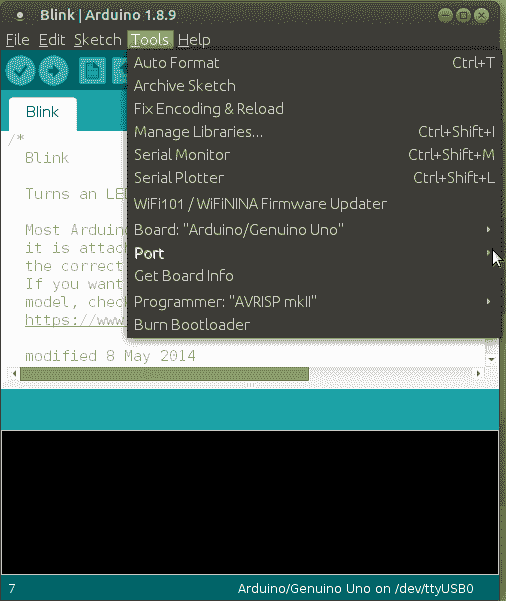 Blink | Arduino 1.8.9
File Edit Sketch Tools Help
Auto Format Ctrl+T
Archive Sketch
Fix Encoding & Reload
Manage Libraries... Ctrl+Shift+I
Serial Monitor Ctrl+Shift+M
Serial Plotter Ctrl+Shift+L
WiFi101 / WiFiNINA Firmware Updater
Board: "Arduino/Genuino Uno"
Port
Get Board Info
Programmer: "AVRISP mkII"
Burn Bootloader
Blink
/*
Blink
Turns an LE
Most Arduin
it is attac
the correct
If you want
model, chec
https://www
modified 8 May 2014
7 Arduino/Genuino Uno on /dev/ttyUSB0